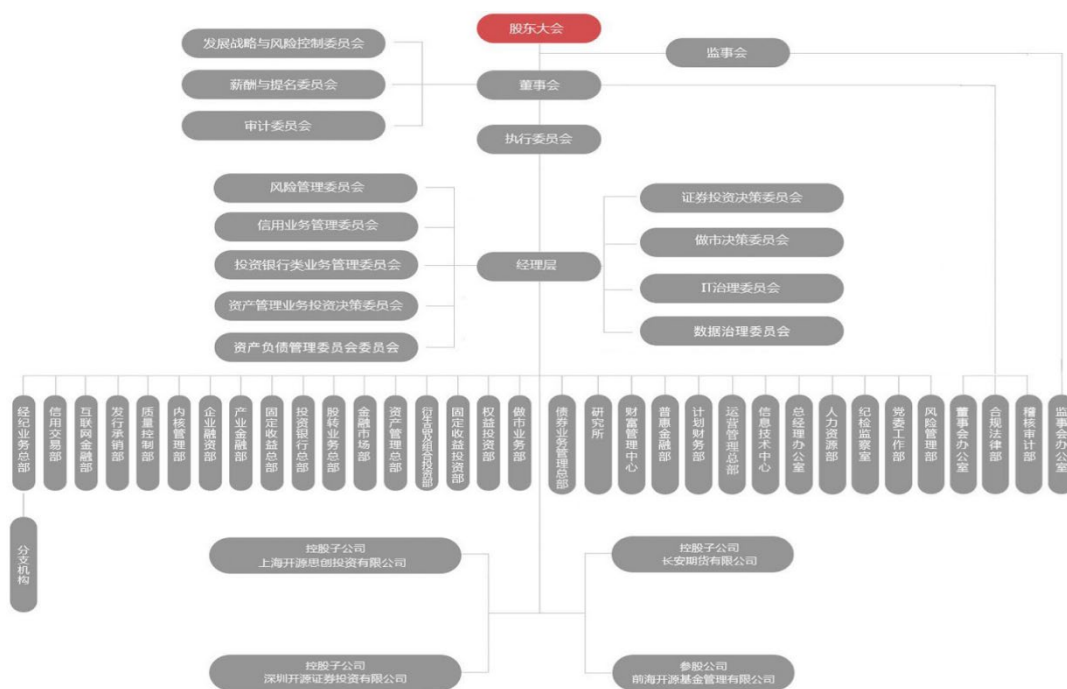 股东大会
发展战略与风险控制委员会
监事会
薪酬与提名委员会
董事会
审计委员会
执行委员会
风险管理委员会
证券投资决策委员会
信用业务管理委员会
做市决策委员会
投资银行类业务管理委员会
经理层
IT治理委员会
资产管理业务投资决策委员会
数据治理委员会
资产负债管理委员会委员会
经纪业务总部
信用交易部
互联网金融部
发行承销部
质量控制部
内核管理部
企业融资部
产业金融部
固定收益总部
投资银行总部
股转业务总部
金融市场部
资产管理总部
衍生品及组合投资部
固定收益投资部
权益投资部
做市业务部
债券业务管理总部
研究所
财富管理中心
普惠金融部
计划财务部
运营管理总部
信息技术中心
总经理办公室
人力资源部
纪检监察室
党委工作部
风险管理部
董事会办公室
合规法律部
稽核审计部
监事会办公室
分支机构
控股子公司
上海开源思创投资有限公司
控股子公司
长安期货有限公司
控股子公司
深圳开源证券投资有限公司
参股公司
前海开源基金管理有限公司